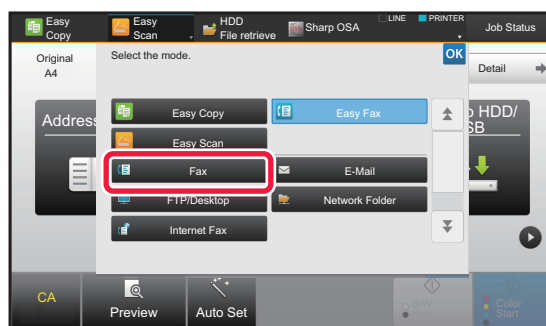 Easy
Copy
Easy
Scan
HDD
File retrieve
Sharp OSA
LINE
PRINTER
Job Status
Original
A4
Select the mode.
OK
Detail
Address
HDD/
SB
Easy Copy
Easy Fax
Easy Scan
Fax
E-Mail
FTP/Desktop
Network Folder
Internet Fax
CA
Preview
Auto Set
BW
Color
Start